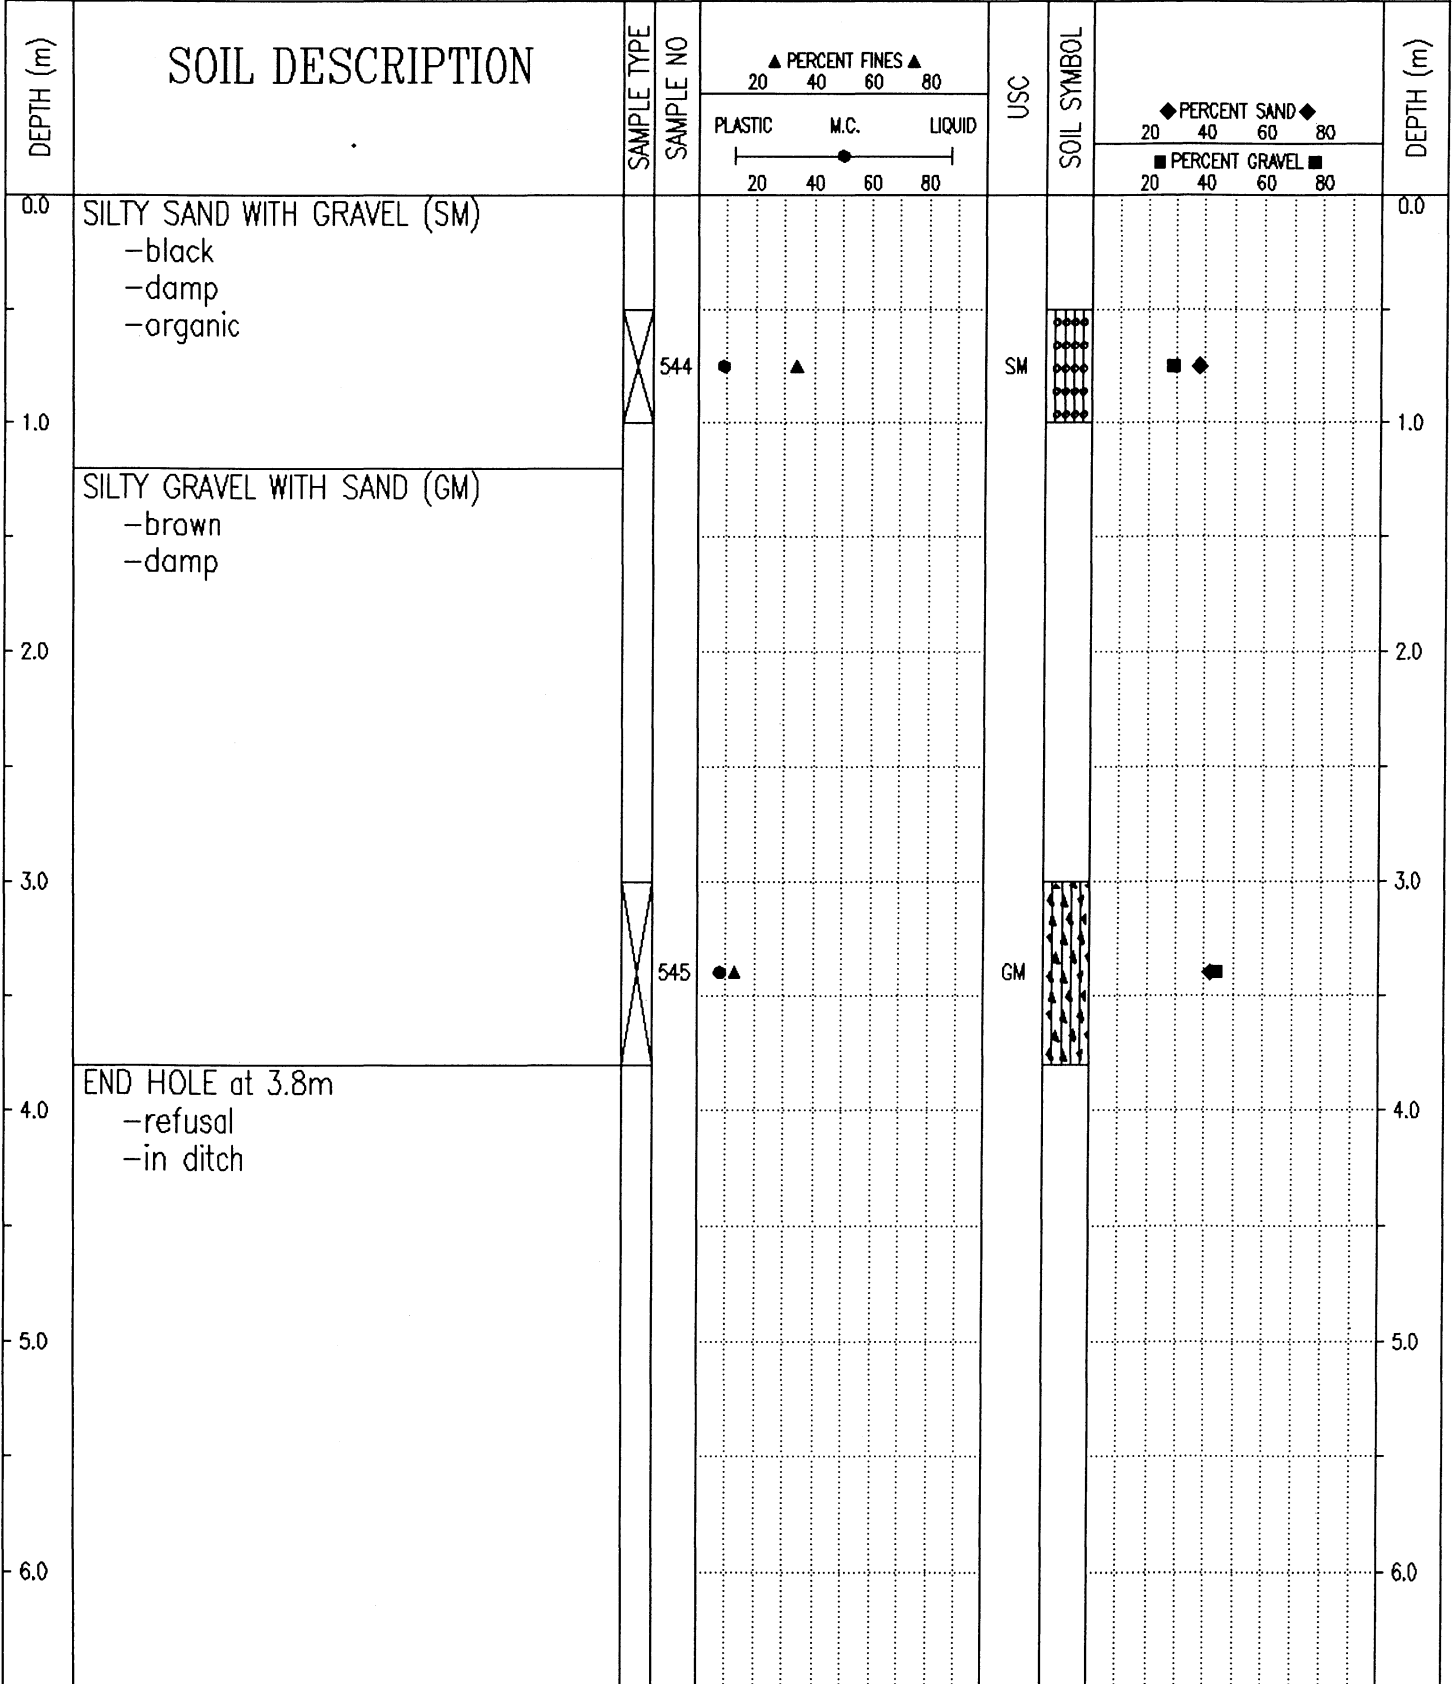 DEPTH (m)
SOIL DESCRIPTION
SAMPLE TYPE
SAMPLE NO
▲ PERCENT FINES ▲
20 40 60 80
PLASTIC M.C. LIQUID
20 40 60 80
USC
SOIL SYMBOL
◆ PERCENT SAND ◆
20 40 60 80
■ PERCENT GRAVEL ■
20 40 60 80
DEPTH (m)
0.0 SILTY SAND WITH GRAVEL (SM) 0.0
-black
-damp
-organic
544 SM
1.0 1.0
SILTY GRAVEL WITH SAND (GM)
-brown
-damp
2.0 2.0
3.0 3.0
545 GM
END HOLE at 3.8m
4.0 4.0
-refusal
-in ditch
5.0 5.0
6.0 6.0